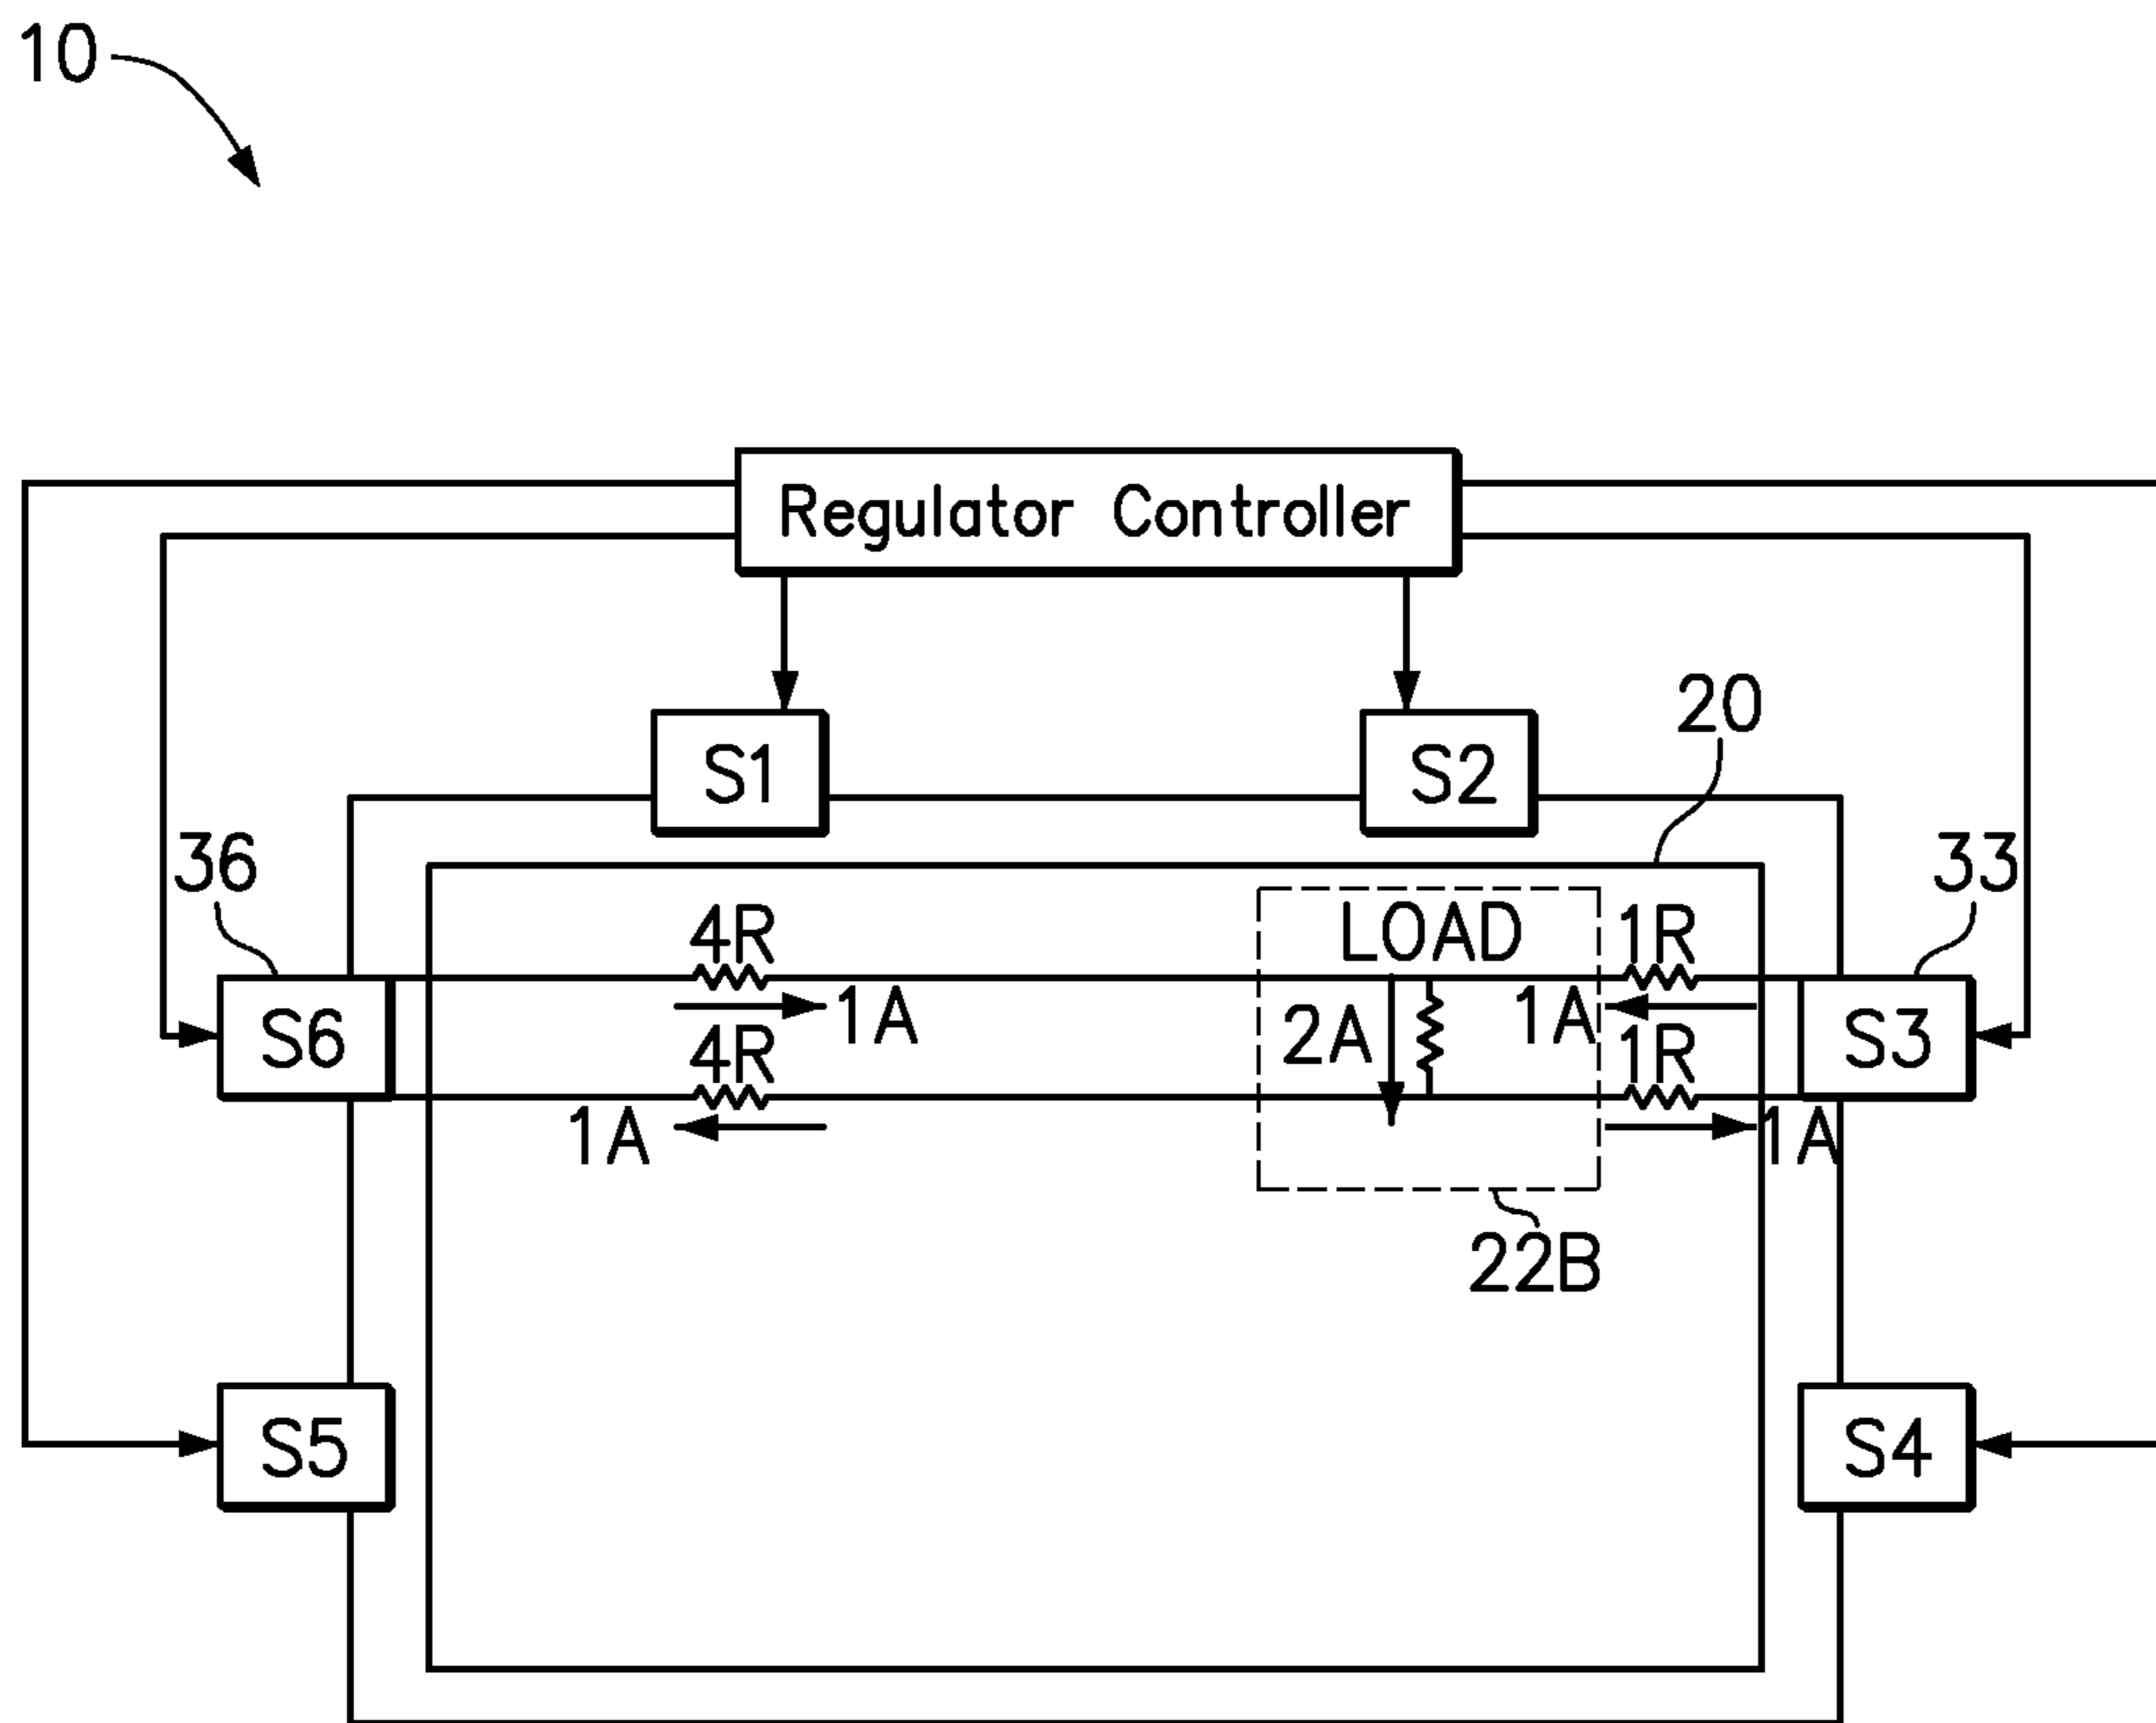 10
Regulator Controller
S1
S2
20
36
33
4R
LOAD
1R
S6
1A
2A
1A
S3
4R
1R
1A
1A
22B
S5
S4